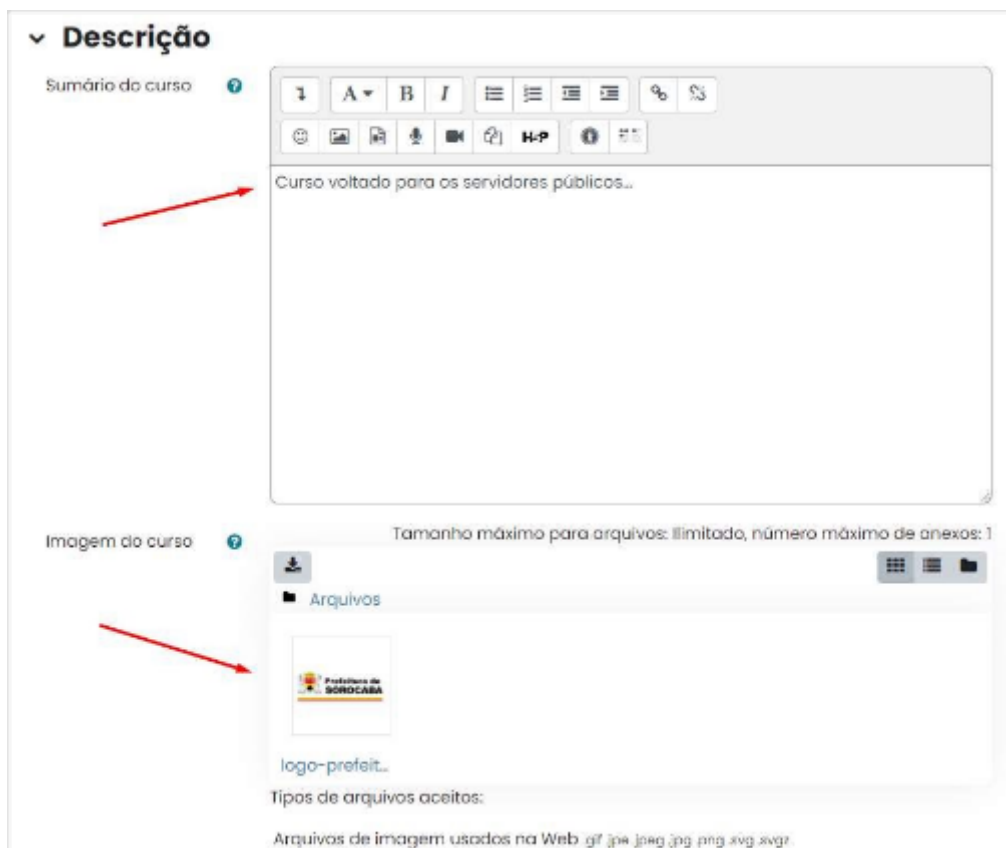 Descrição
Sumário do curso
A B I
H-P
Curso voltado para os servidores públicos...
Imagem do curso
Tamanho máximo para arquivos: Ilimitado, número máximo de anexos: 1
Arquivos
Prefeitura de
SOROCABA
logo-prefeit...
Tipos de arquivos aceitos:
Arquivos de imagem usados na Web .gif .jpe .jpeg .jpg .png .svg .svgz